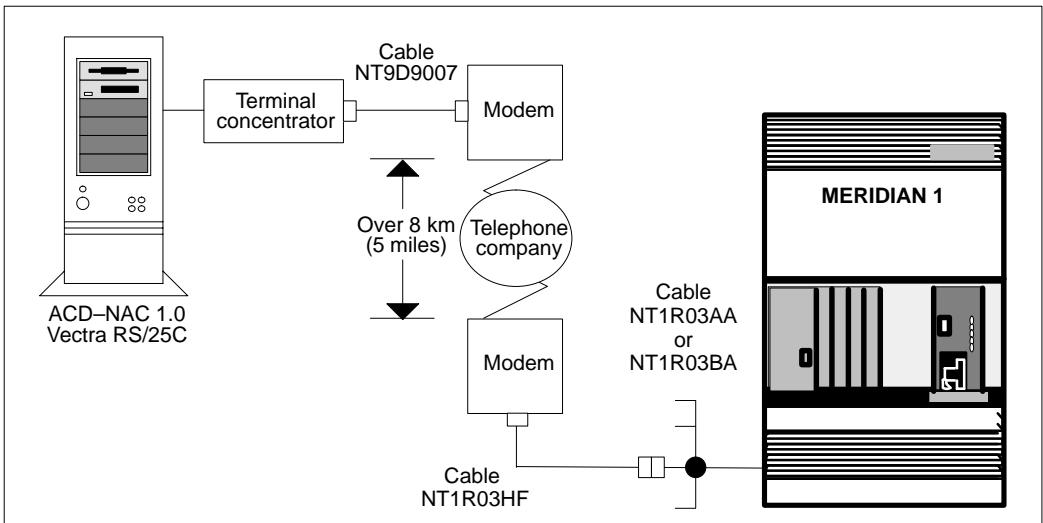 Cable
NT9D9007
Terminal
concentrator
Modem
MERIDIAN 1
Over 8 km
(5 miles)
Telephone
company
ACD–NAC 1.0
Vectra RS/25C
Cable
NT1R03AA
or
NT1R03BA
Modem
Cable
NT1R03HF